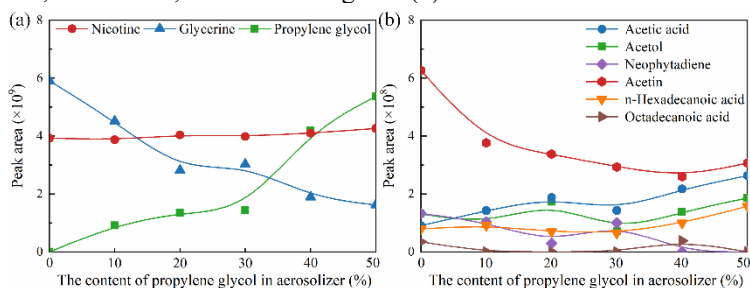 (a)
Nicotine
Glycerine
Propylene glycol
8
6
4
2
0
Peak area (×10⁹)
0 10 20 30 40 50
The content of propylene glycol in aerosolizer (%)
(b)
Acetic acid
Acetol
Neophytadiene
Acetin
n-Hexadecanoic acid
Octadecanoic acid
8
6
4
2
0
Peak area (×10⁸)
0 10 20 30 40 50
The content of propylene glycol in aerosolizer (%)